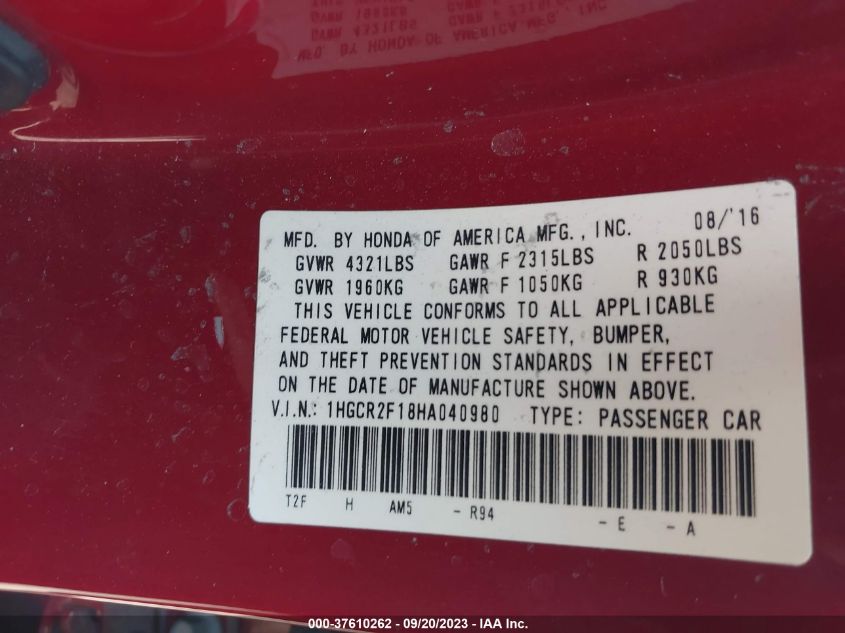 MFD. BY HONDA OF AMERICA MFG., INC. 08/'16
GVWR 4321LBS GAWR F 2315LBS R 2050LBS
GVWR 1960KG GAWR F 1050KG R 930KG
THIS VEHICLE CONFORMS TO ALL APPLICABLE
FEDERAL MOTOR VEHICLE SAFETY, BUMPER,
AND THEFT PREVENTION STANDARDS IN EFFECT
ON THE DATE OF MANUFACTURE SHOWN ABOVE.
V.I.N.: 1HGCR2F18HA040980 TYPE: PASSENGER CAR
T2F H AM5 - R94 - E - A
000-37610262 - 09/20/2023 - IAA Inc.